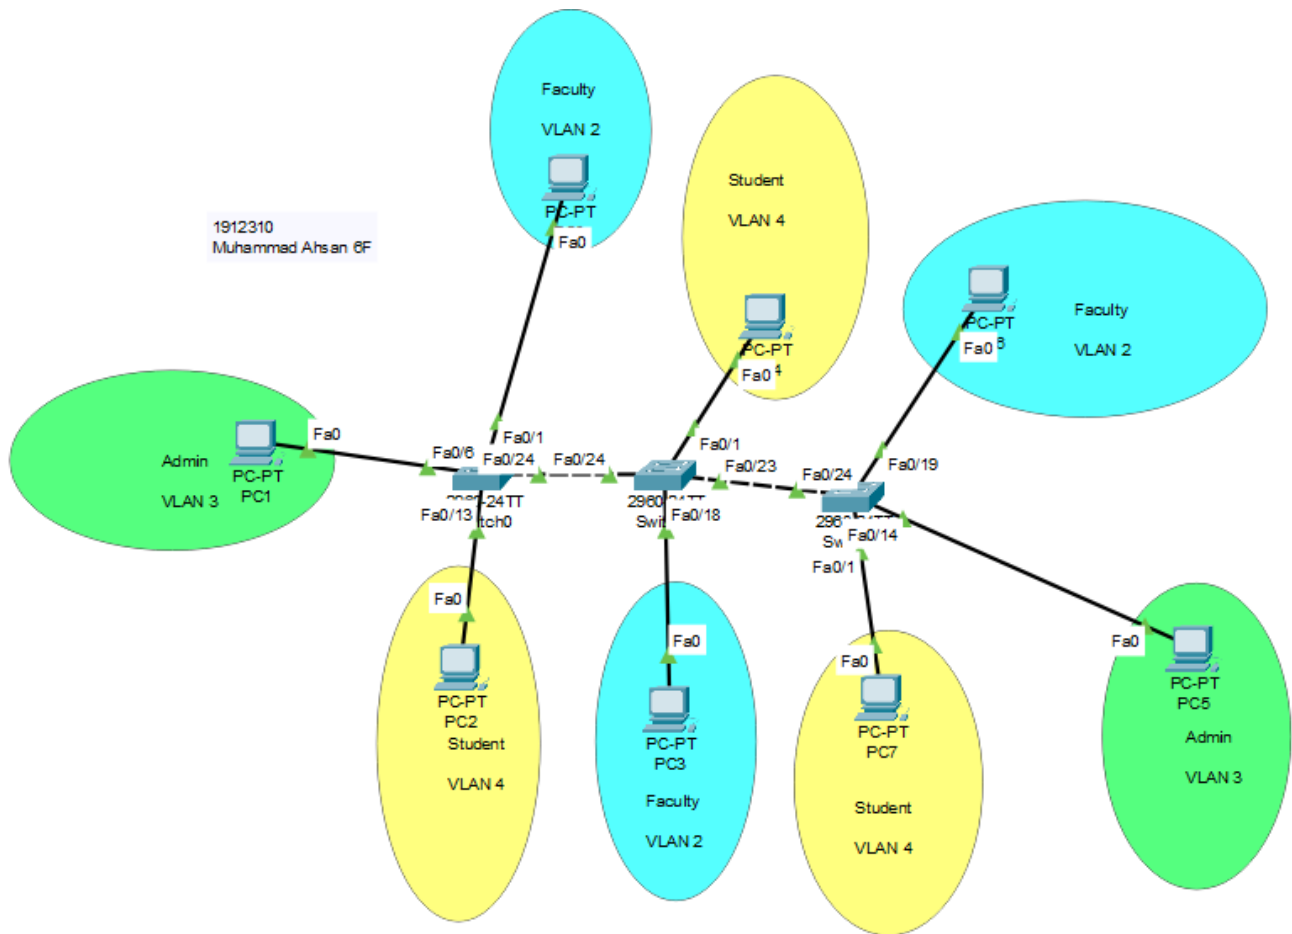 Faculty
VLAN 2
PC-PT
Fa0
Student
VLAN 4
PC-PT
Fa0
1912310
Muhammad Ahsan 6F
PC-PT
Fa0
Faculty
VLAN 2
Admin
VLAN 3
PC-PT
PC1
Fa0
Fa0/6
Fa0/1
Fa0/24
Fa0/24
Fa0/1
Fa0/23
Fa0/24
Fa0/19
Fa0/13
Fa0/18
Fa0/14
Fa0/1
Fa0
PC-PT
PC2
Student
VLAN 4
Fa0
PC-PT
PC3
Faculty
VLAN 2
Fa0
PC-PT
PC7
Student
VLAN 4
Fa0
PC-PT
PC5
Admin
VLAN 3